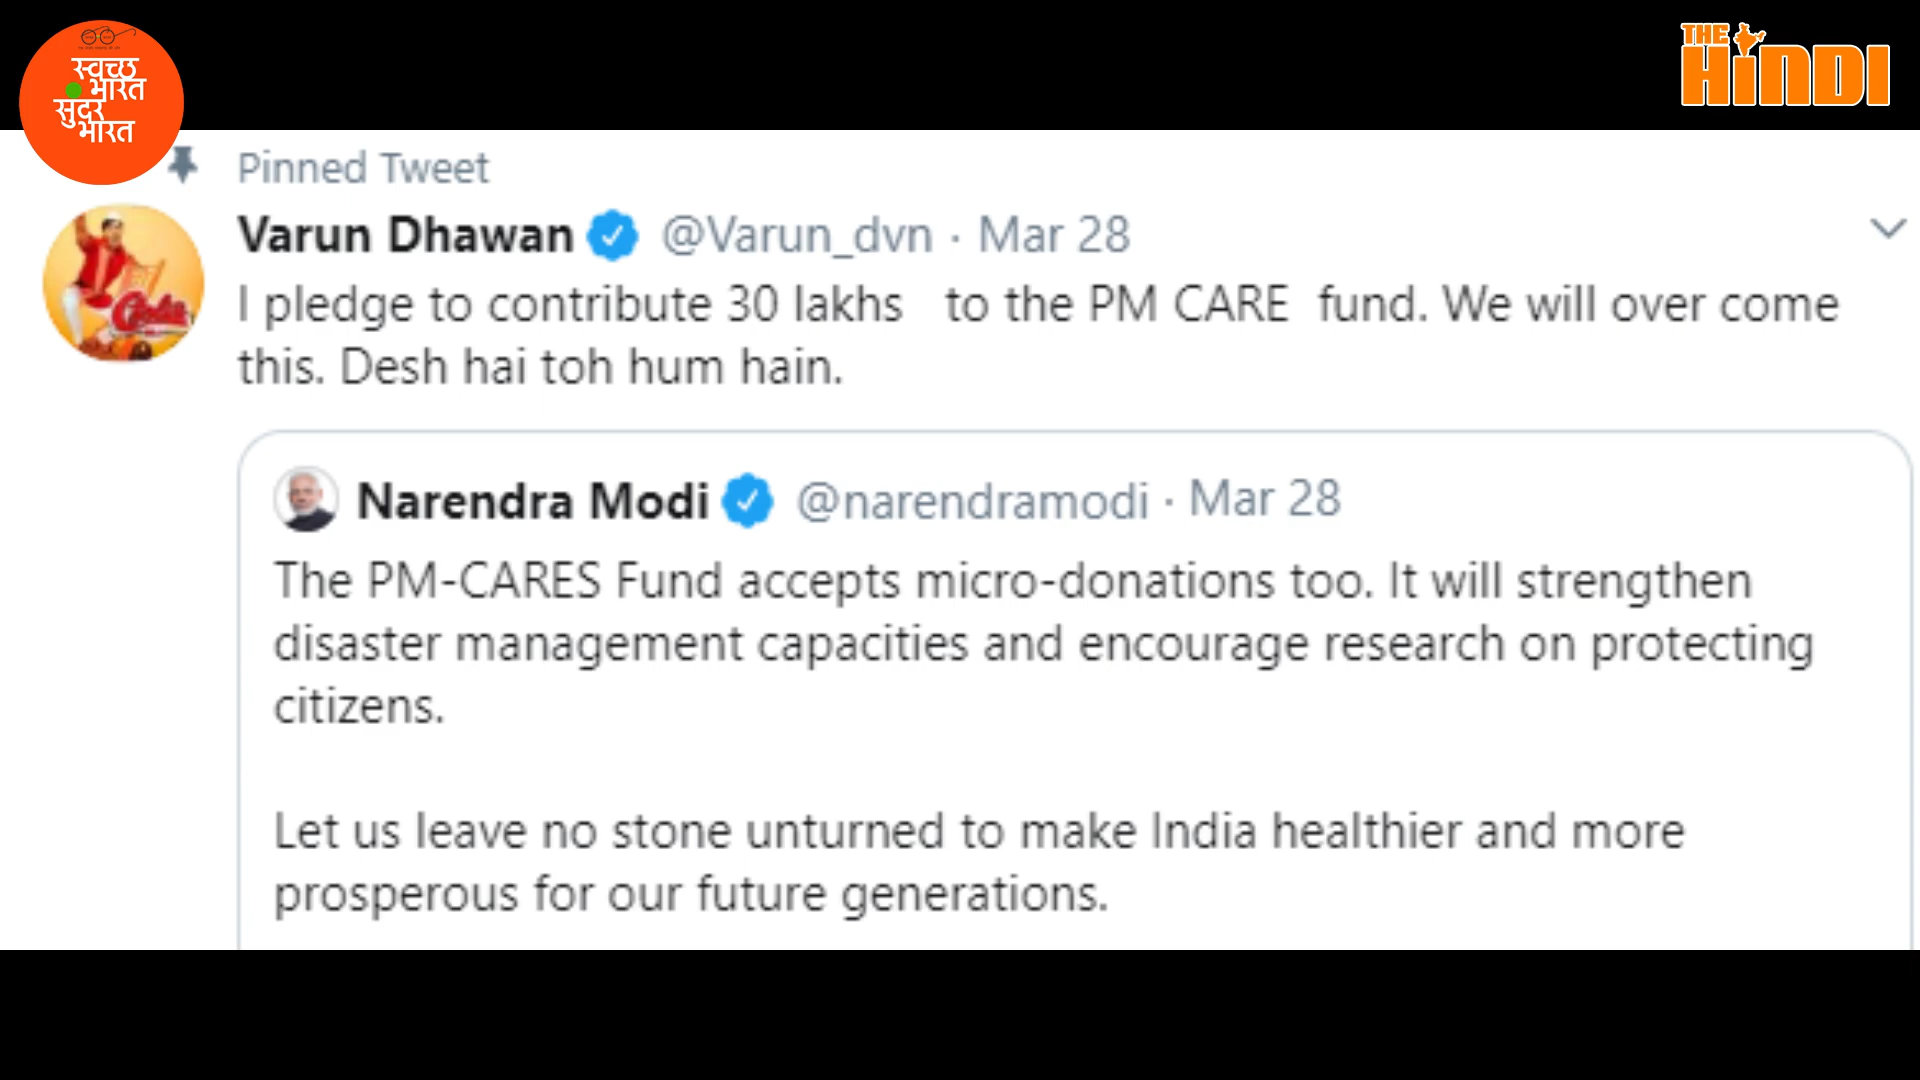 स्वच्छ
भारत
सुंदर
भारत
THE
HiNDI
Pinned Tweet
Varun Dhawan @Varun_dvn · Mar 28
I pledge to contribute 30 lakhs to the PM CARE fund. We will over come
this. Desh hai toh hum hain.
Narendra Modi @narendramodi · Mar 28
The PM-CARES Fund accepts micro-donations too. It will strengthen
disaster management capacities and encourage research on protecting
citizens.
Let us leave no stone unturned to make India healthier and more
prosperous for our future generations.